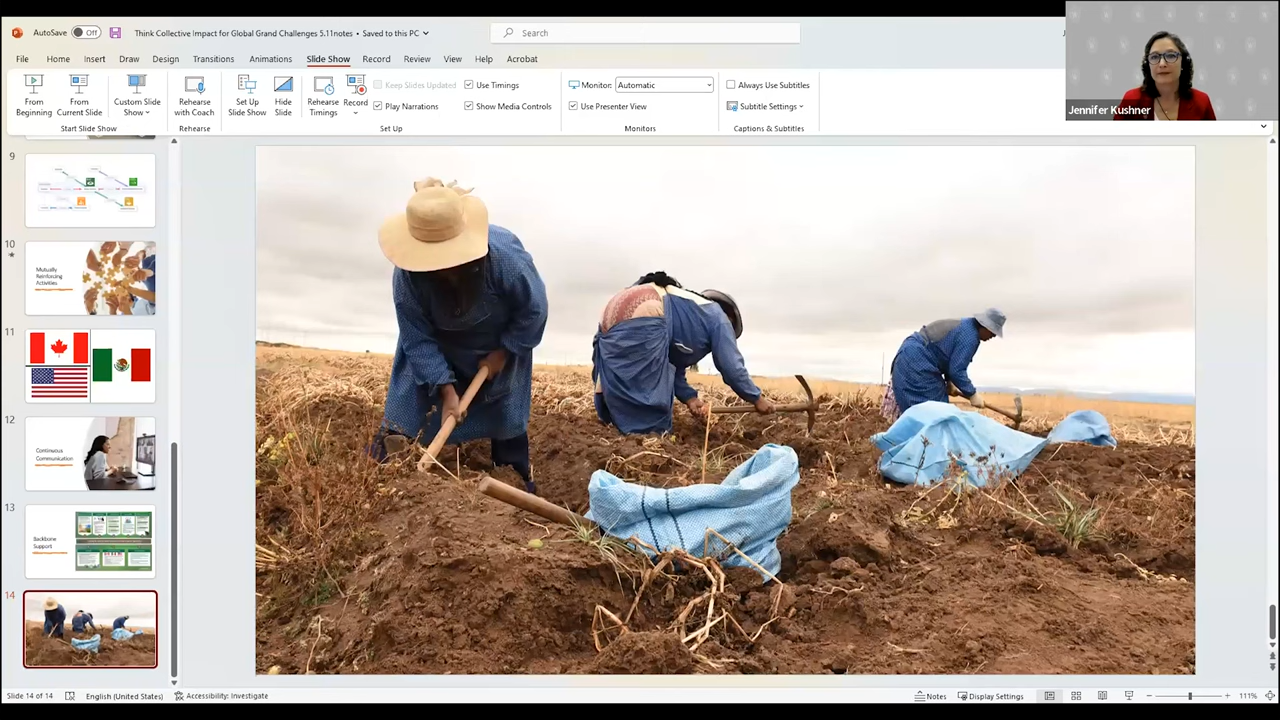 AutoSave Off Think Collective Impact for Global Grand Challenges 5.11notes • Saved to this PC Search
Jennifer Kushner
File Home Insert Draw Design Transitions Animations Slide Show Record Review View Help Acrobat
From Beginning
From Current Slide
Custom Slide Show
Start Slide Show
Rehearse with Coach
Rehearse
Set Up Slide Show
Hide Slide
Rehearse Timings
Record
Keep Slides Updated
Play Narrations
Use Timings
Show Media Controls
Set Up
Monitor: Automatic
Use Presenter View
Monitors
Always Use Subtitles
Subtitle Settings
Captions & Subtitles
9
10
Mutually
Reinforcing
Activities
11
12
Continuous
Communication
13
Backbone
Support
14
Slide 14 of 14 English (United States) Accessibility: Investigate Notes Display Settings 111%